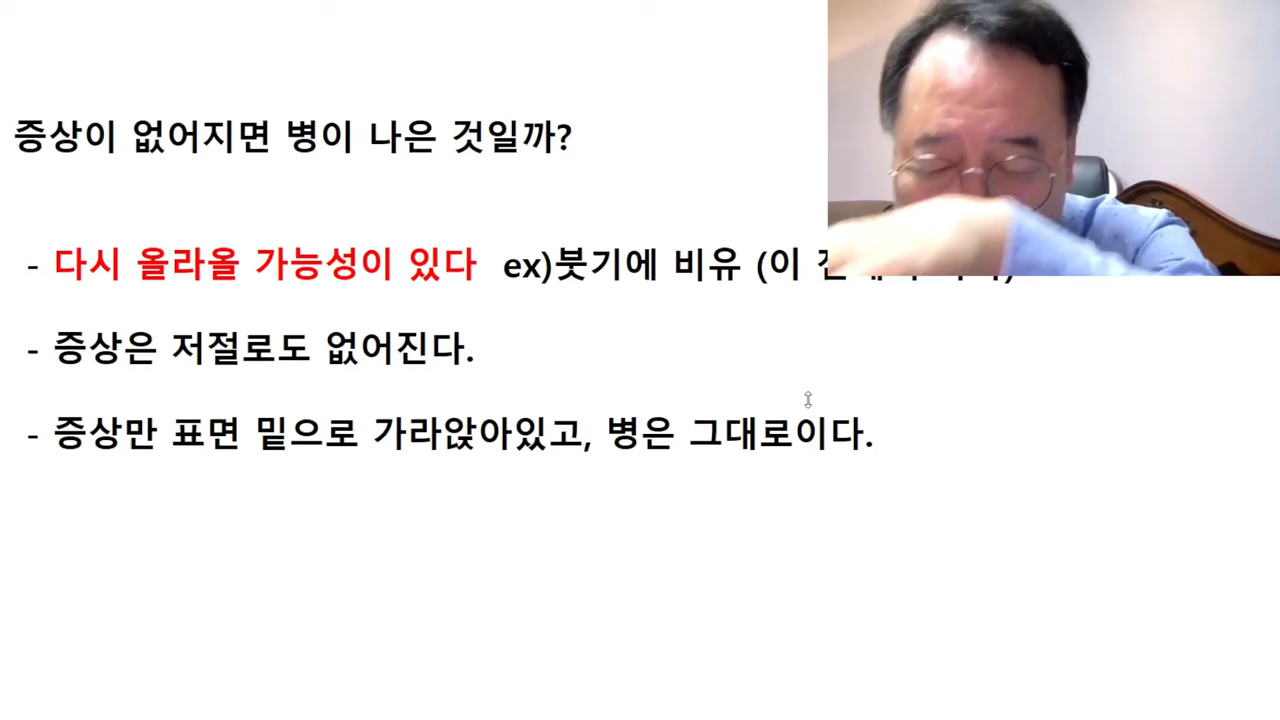 증상이 없어지면 병이 나은 것일까?
- 다시 올라올 가능성이 있다 ex)붓기에 비유 (이
- 증상은 저절로도 없어진다.
- 증상만 표면 밑으로 가라앉아있고, 병은 그대로이다.